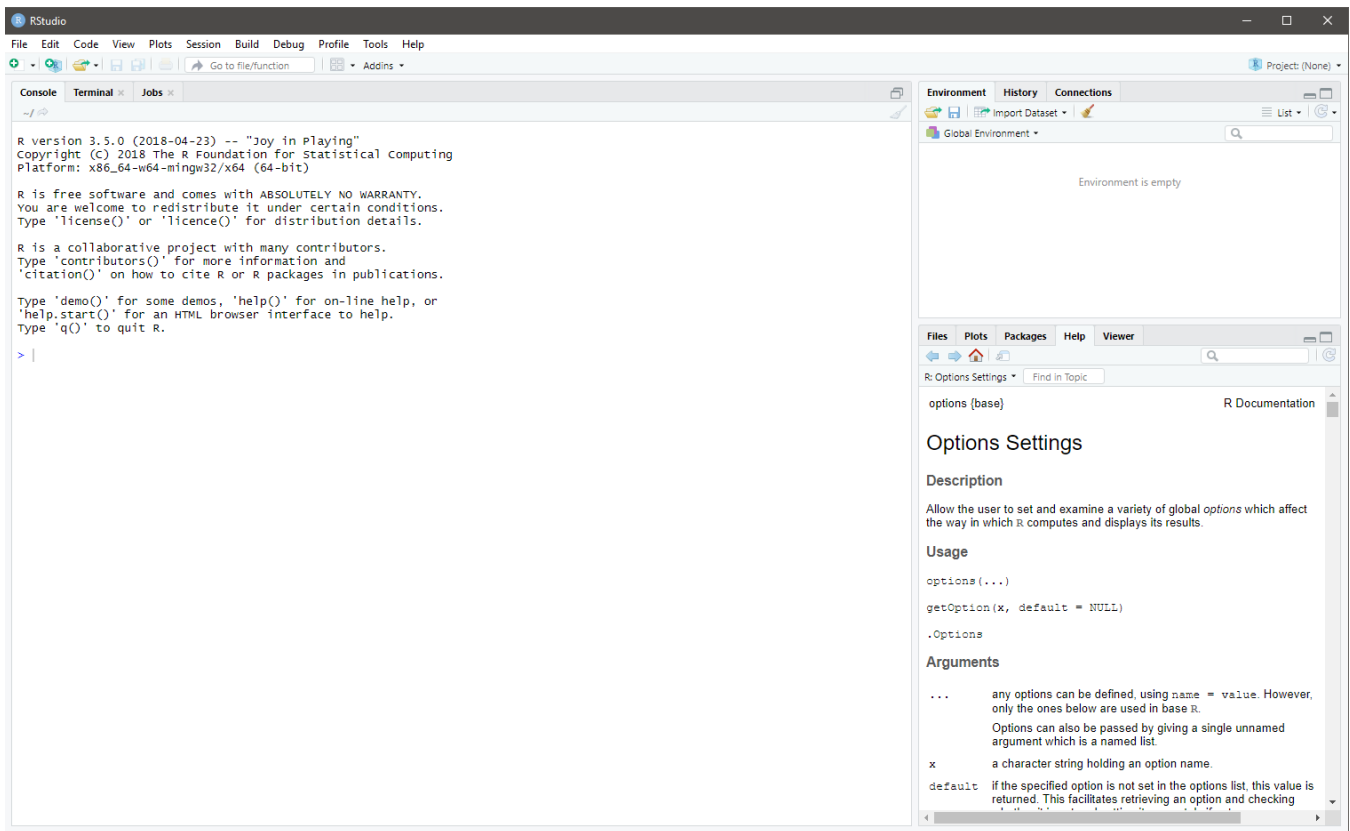 RStudio
File Edit Code View Plots Session Build Debug Profile Tools Help
Go to file/function Addins Project: (None)
Console Terminal Jobs
~/
R version 3.5.0 (2018-04-23) -- "Joy in Playing"
Copyright (C) 2018 The R Foundation for Statistical Computing
Platform: x86_64-w64-mingw32/x64 (64-bit)
R is free software and comes with ABSOLUTELY NO WARRANTY.
You are welcome to redistribute it under certain conditions.
Type 'license()' or 'licence()' for distribution details.
R is a collaborative project with many contributors.
Type 'contributors()' for more information and
'citation()' on how to cite R or R packages in publications.
Type 'demo()' for some demos, 'help()' for on-line help, or
'help.start()' for an HTML browser interface to help.
Type 'q()' to quit R.
>
Environment History Connections
Import Dataset List
Global Environment
Environment is empty
Files Plots Packages Help Viewer
R: Options Settings Find in Topic
options {base} R Documentation
Options Settings
Description
Allow the user to set and examine a variety of global options which affect
the way in which R computes and displays its results.
Usage
options(...)
getOption(x, default = NULL)
.Options
Arguments
... any options can be defined, using name = value. However,
only the ones below are used in base R.
Options can also be passed by giving a single unnamed
argument which is a named list.
x a character string holding an option name.
default if the specified option is not set in the options list, this value is
returned. This facilitates retrieving an option and checking